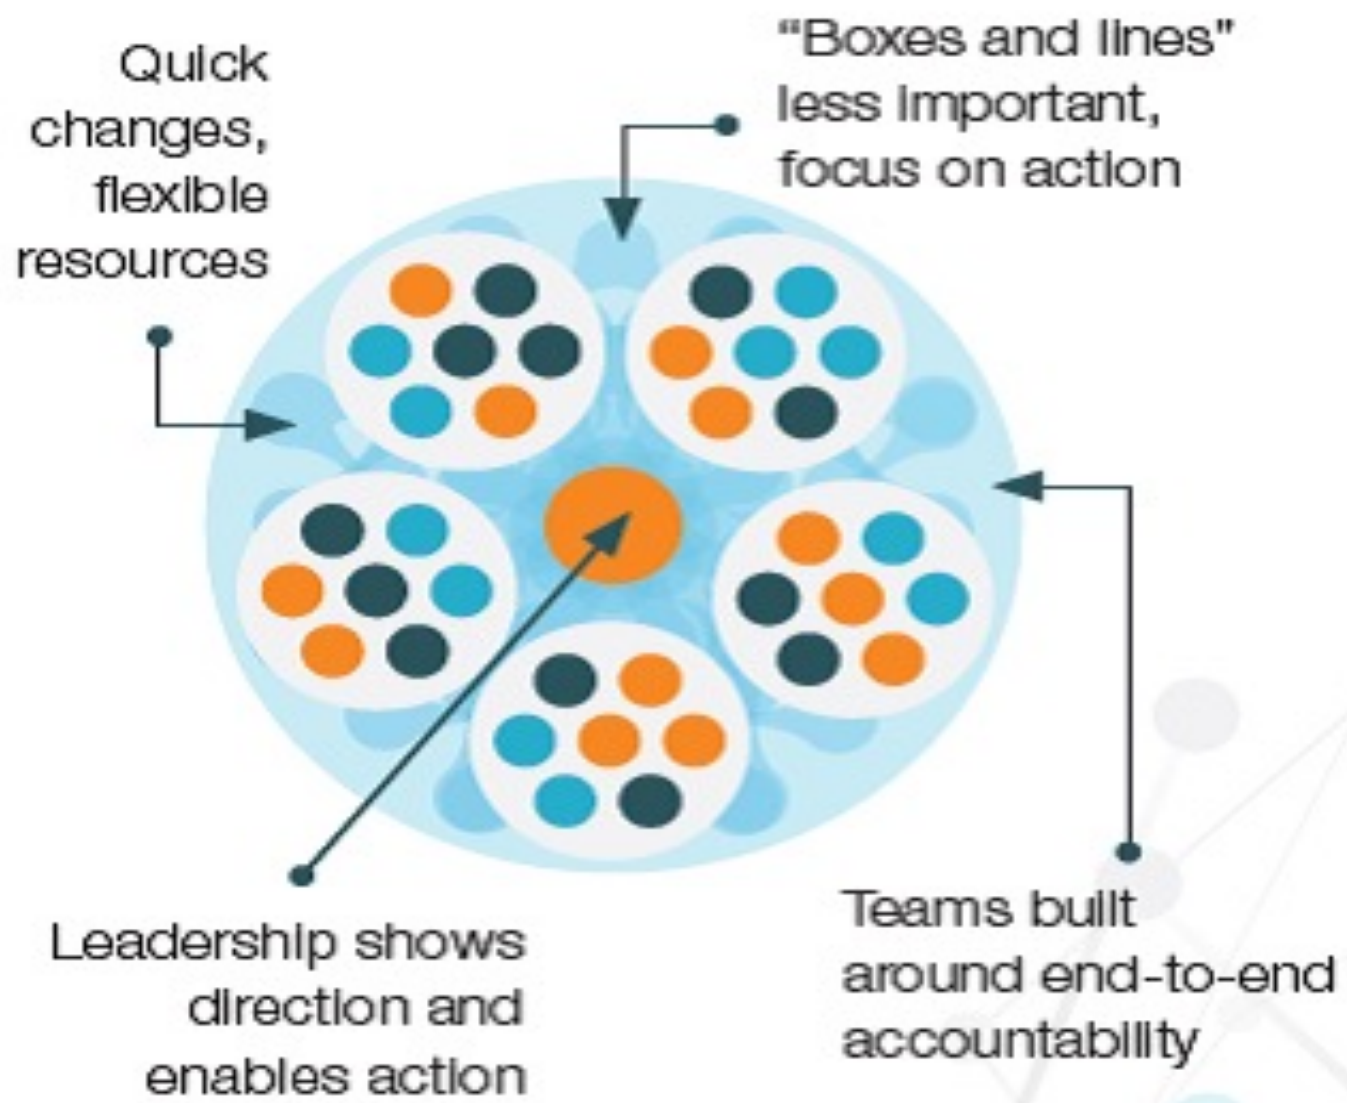 Quick
changes,
flexible
resources
“Boxes and lines”
less important,
focus on action
Leadership shows
direction and
enables action
Teams built
around end-to-end
accountability